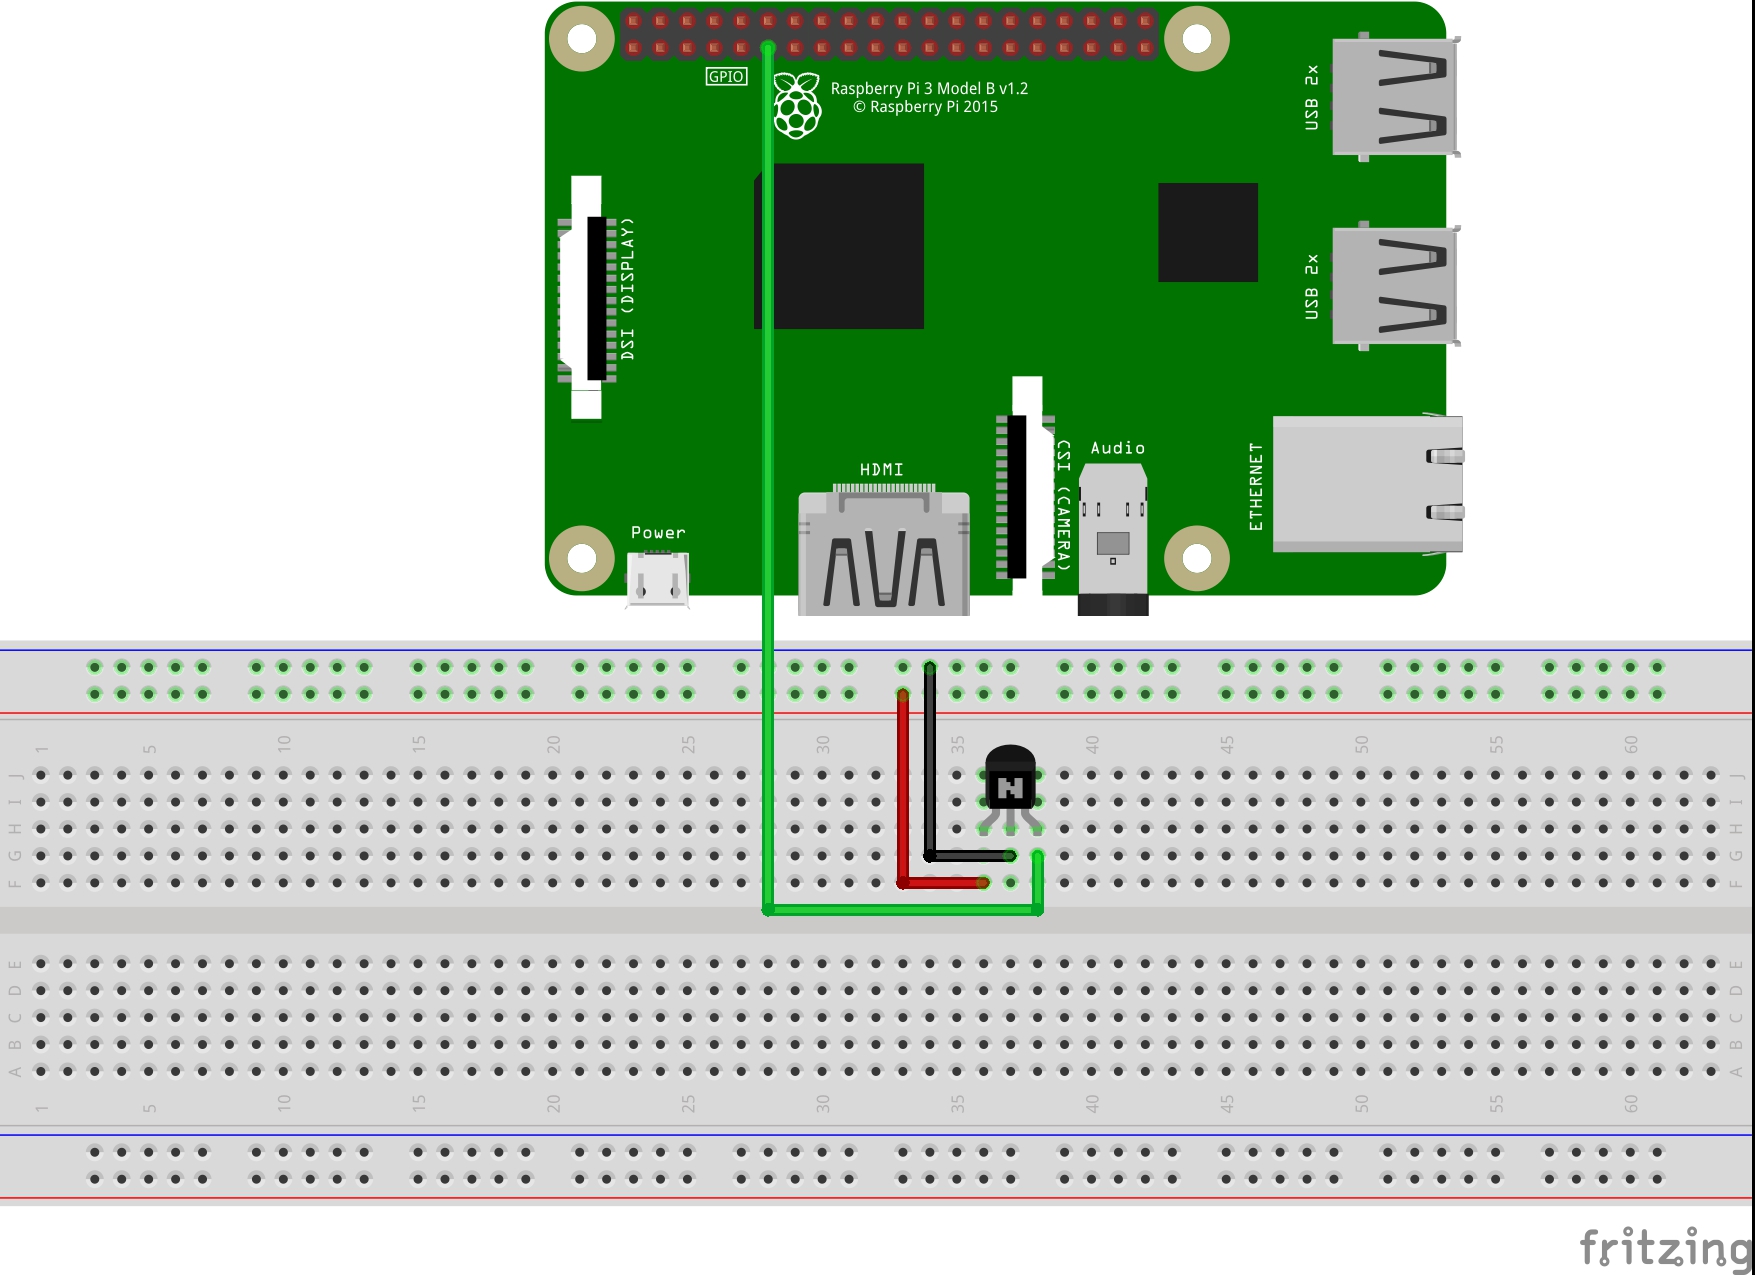 GPIO
Raspberry Pi 3 Model B v1.2
© Raspberry Pi 2015
USB 2x
DSI (DISPLAY)
USB 2x
HDMI
Audio
CSI (CAMERA)
ETHERNET
Power
1 5 10 15 20 25 30 35 40 45 50 55 60
J J
I I
H H
G G
F F
N
E E
D D
C C
B B
A A
1 5 10 15 20 25 30 35 40 45 50 55 60
fritzing